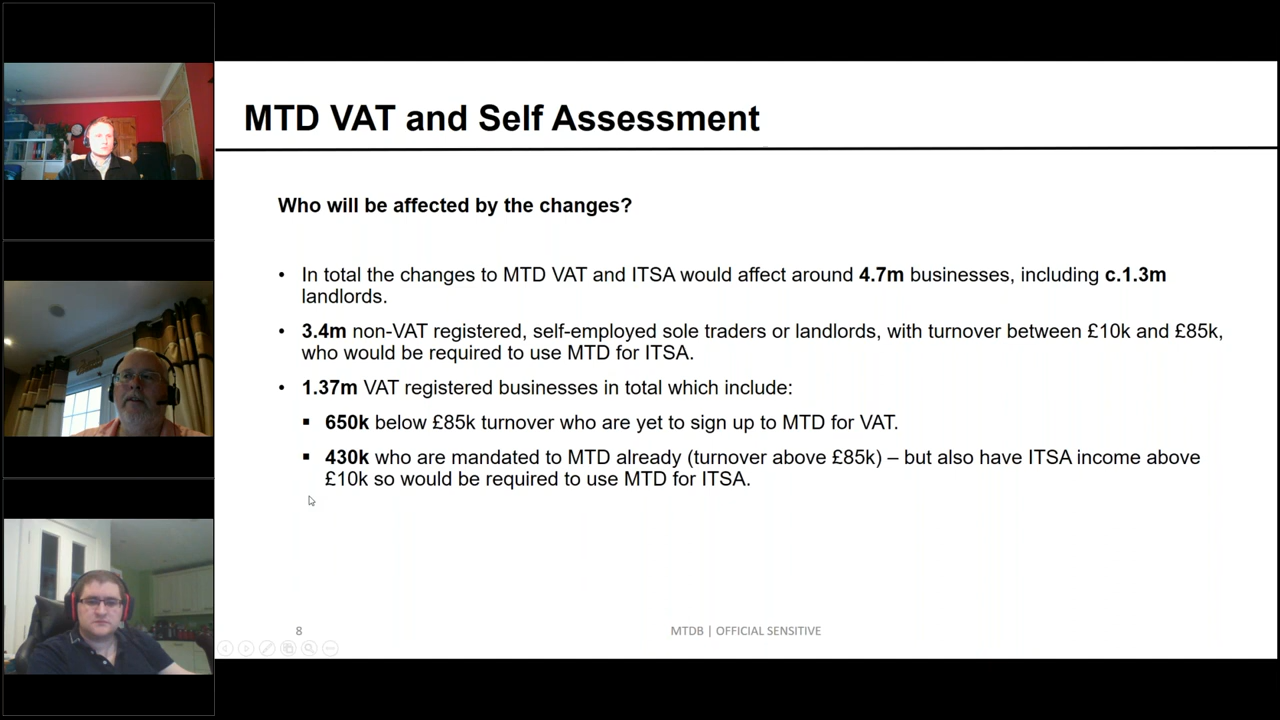 MTD VAT and Self Assessment
Who will be affected by the changes?
• In total the changes to MTD VAT and ITSA would affect around 4.7m businesses, including c.1.3m
landlords.
• 3.4m non-VAT registered, self-employed sole traders or landlords, with turnover between £10k and £85k,
who would be required to use MTD for ITSA.
• 1.37m VAT registered businesses in total which include:
▪ 650k below £85k turnover who are yet to sign up to MTD for VAT.
▪ 430k who are mandated to MTD already (turnover above £85k) – but also have ITSA income above
£10k so would be required to use MTD for ITSA.
8
MTDB | OFFICIAL SENSITIVE